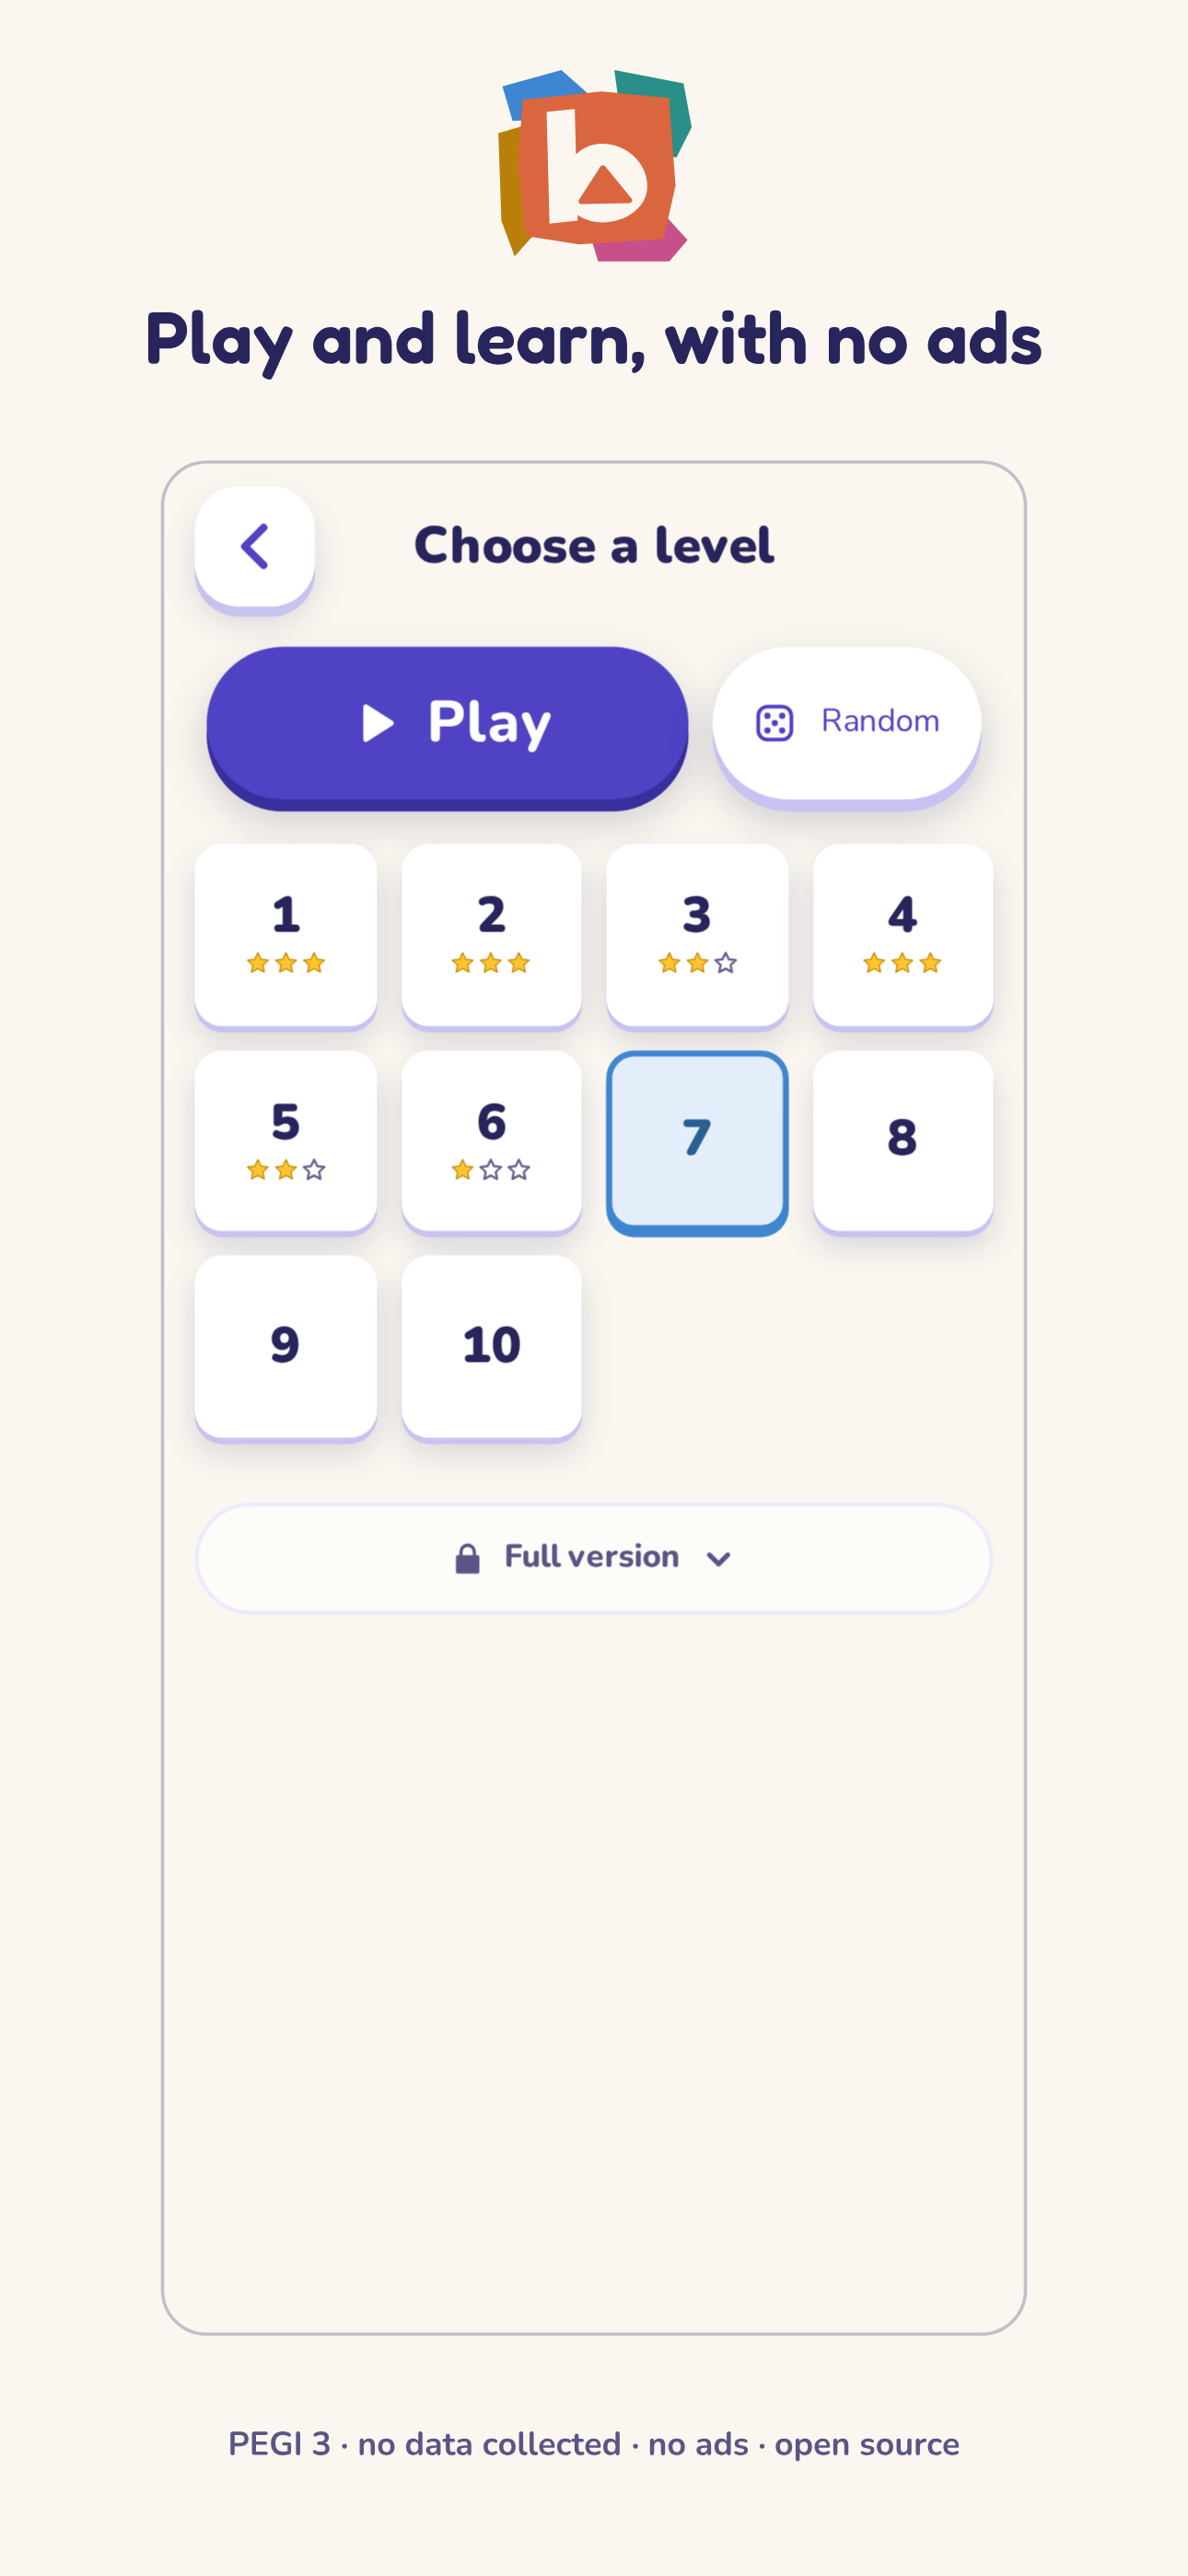 b
Play and learn, with no ads
Choose a level
Play
Random
1
2
3
4
5
6
7
8
9
10
Full version
PEGI 3 · no data collected · no ads · open source